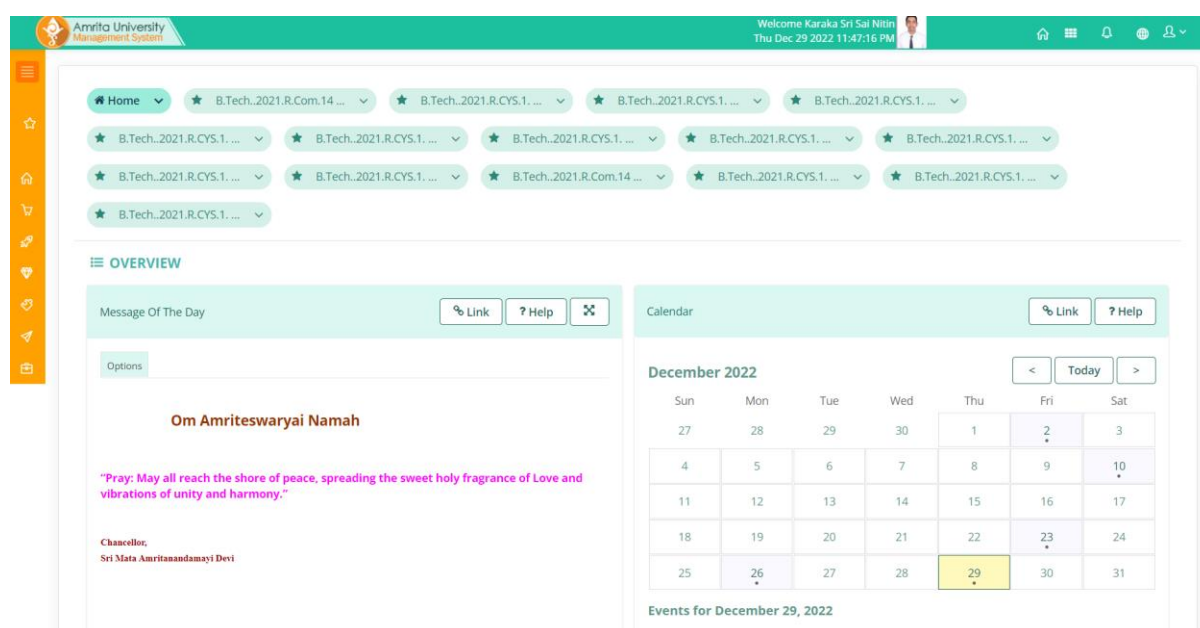 Amrita University
Management System
Welcome Karaka Sri Sai Nitin
Thu Dec 29 2022 11:47:16 PM
Home
B.Tech..2021.R.Com.14 ...
B.Tech..2021.R.CYS.1. ...
B.Tech..2021.R.CYS.1. ...
B.Tech..2021.R.CYS.1. ...
B.Tech..2021.R.CYS.1. ...
B.Tech..2021.R.CYS.1. ...
B.Tech..2021.R.CYS.1. ...
B.Tech..2021.R.CYS.1. ...
B.Tech..2021.R.CYS.1. ...
B.Tech..2021.R.CYS.1. ...
B.Tech..2021.R.CYS.1. ...
B.Tech..2021.R.Com.14 ...
B.Tech..2021.R.CYS.1. ...
B.Tech..2021.R.CYS.1. ...
B.Tech..2021.R.CYS.1. ...
OVERVIEW
Message Of The Day
Link
? Help
Options
Om Amriteswaryai Namah
"Pray: May all reach the shore of peace, spreading the sweet holy fragrance of Love and
vibrations of unity and harmony."
Chancellor,
Sri Mata Amritanandamayi Devi
Calendar
Link
? Help
December 2022
< Today >
Sun Mon Tue Wed Thu Fri Sat
27 28 29 30 1 2 3
4 5 6 7 8 9 10
11 12 13 14 15 16 17
18 19 20 21 22 23 24
25 26 27 28 29 30 31
Events for December 29, 2022